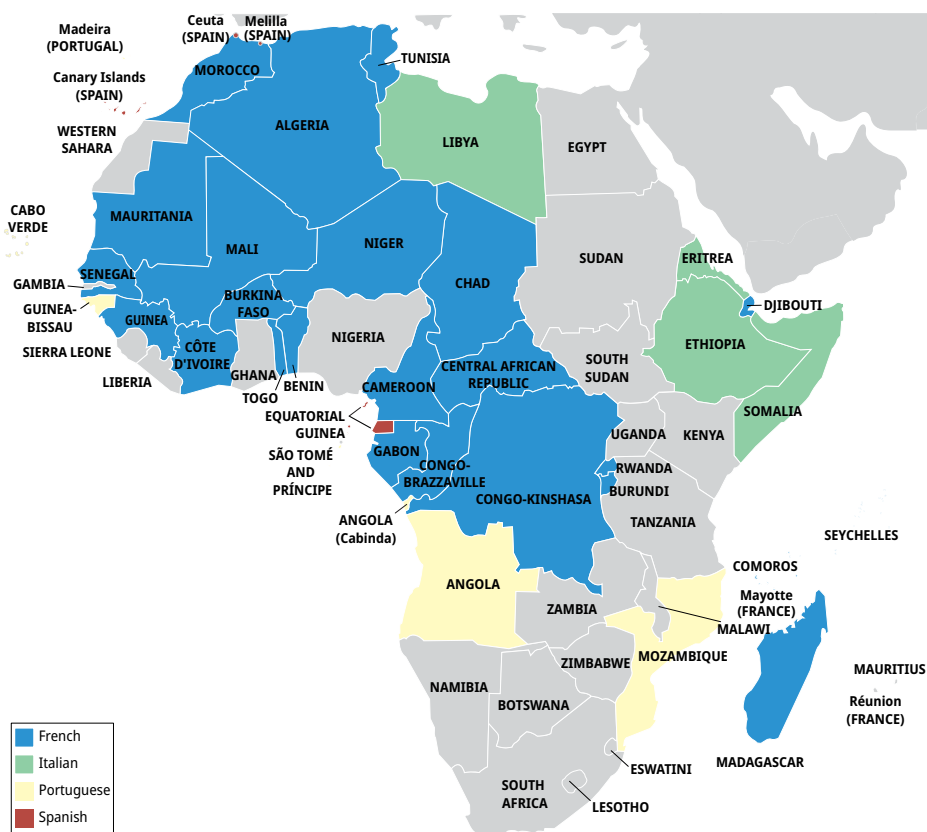 Madeira
(PORTUGAL)
Ceuta
(SPAIN)
Melilla
(SPAIN)
Canary Islands
(SPAIN)
MOROCCO
TUNISIA
WESTERN
SAHARA
ALGERIA
LIBYA
EGYPT
CABO
VERDE
MAURITANIA
MALI
NIGER
CHAD
SUDAN
ERITREA
SENEGAL
GAMBIA
GUINEA-
BISSAU
GUINEA
BURKINA
FASO
DJIBOUTI
SIERRA LEONE
CÔTE
D'IVOIRE
NIGERIA
ETHIOPIA
LIBERIA
GHANA
TOGO
BENIN
CAMEROON
CENTRAL AFRICAN
REPUBLIC
SOUTH
SUDAN
SOMALIA
EQUATORIAL
GUINEA
UGANDA
KENYA
SÃO TOMÉ
AND
PRÍNCIPE
GABON
CONGO-
BRAZZAVILLE
CONGO-KINSHASA
RWANDA
BURUNDI
TANZANIA
ANGOLA
(Cabinda)
SEYCHELLES
COMOROS
ANGOLA
ZAMBIA
Mayotte
(FRANCE)
MALAWI
MOZAMBIQUE
ZIMBABWE
NAMIBIA
BOTSWANA
MAURITIUS
Réunion
(FRANCE)
MADAGASCAR
ESWATINI
SOUTH
AFRICA
LESOTHO
French
Italian
Portuguese
Spanish